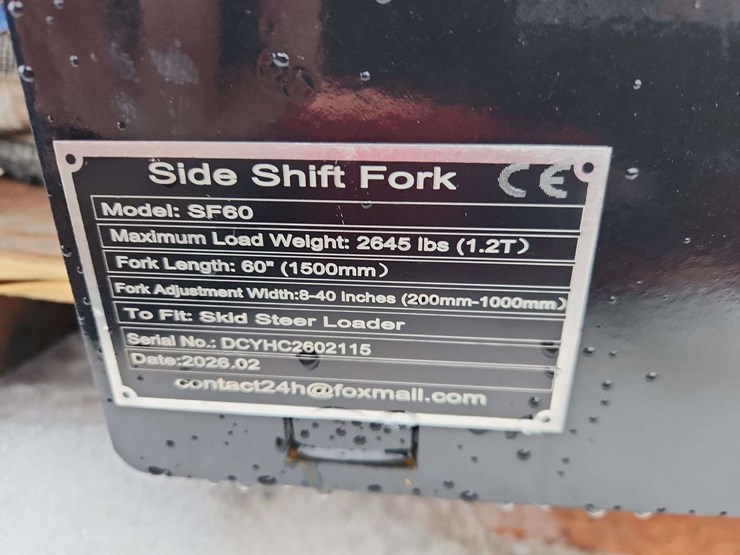 Side Shift Fork CE
Model: SF60
Maximum Load Weight: 2645 lbs (1.2T)
Fork Length: 60" (1500mm)
Fork Adjustment Width:8-40 Inches (200mm-1000mm)
To Fit: Skid Steer Loader
Serial No.: DCYHC2602115
Date:2026.02
contact24h@foxmail.com